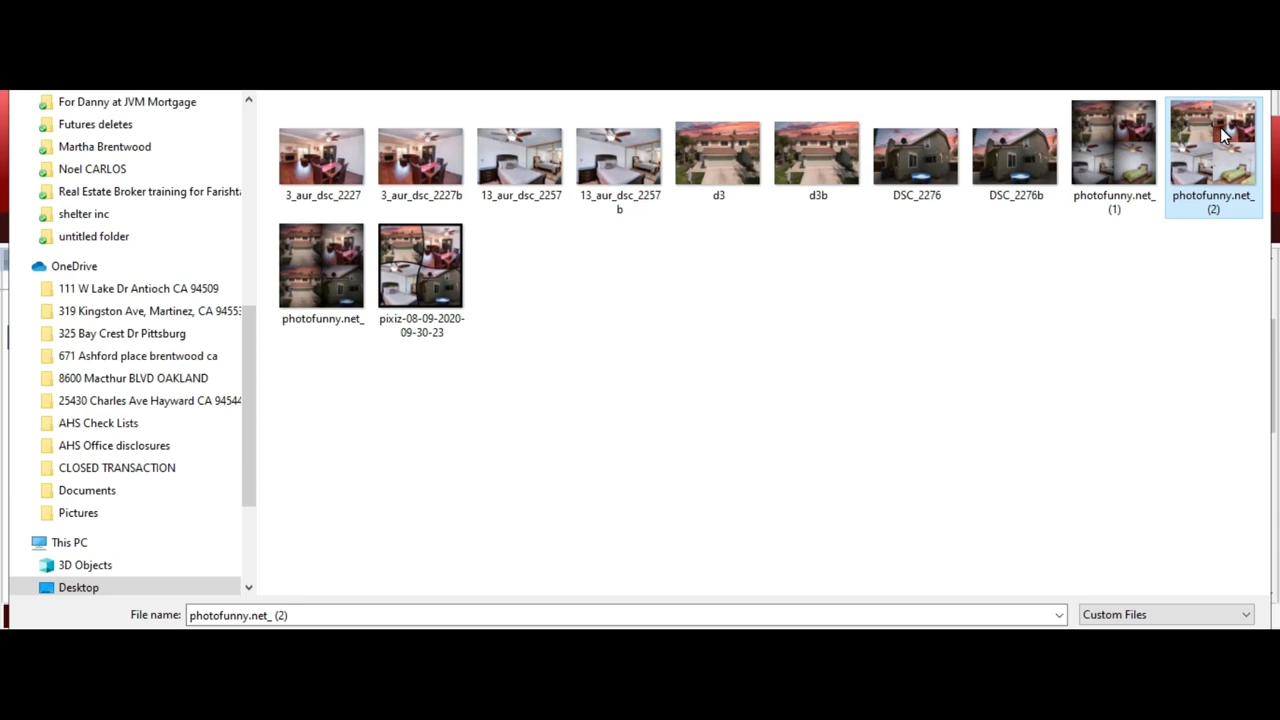 For Danny at JVM Mortgage
Futures deletes
Martha Brentwood
Noel CARLOS
Real Estate Broker training for Farishta
shelter inc
untitled folder
OneDrive
111 W Lake Dr Antioch CA 94509
319 Kingston Ave, Martinez, CA 94553
325 Bay Crest Dr Pittsburg
671 Ashford place brentwood ca
8600 Macthur BLVD OAKLAND
25430 Charles Ave Hayward CA 94544
AHS Check Lists
AHS Office disclosures
CLOSED TRANSACTION
Documents
Pictures
This PC
3D Objects
Desktop
3_aur_dsc_2227
3_aur_dsc_2227b
13_aur_dsc_2257
13_aur_dsc_2257
b
d3
d3b
DSC_2276
DSC_2276b
photofunny.net_
(1)
photofunny.net_
(2)
photofunny.net_
pixiz-08-09-2020-
09-30-23
File name:
photofunny.net_ (2)
Custom Files